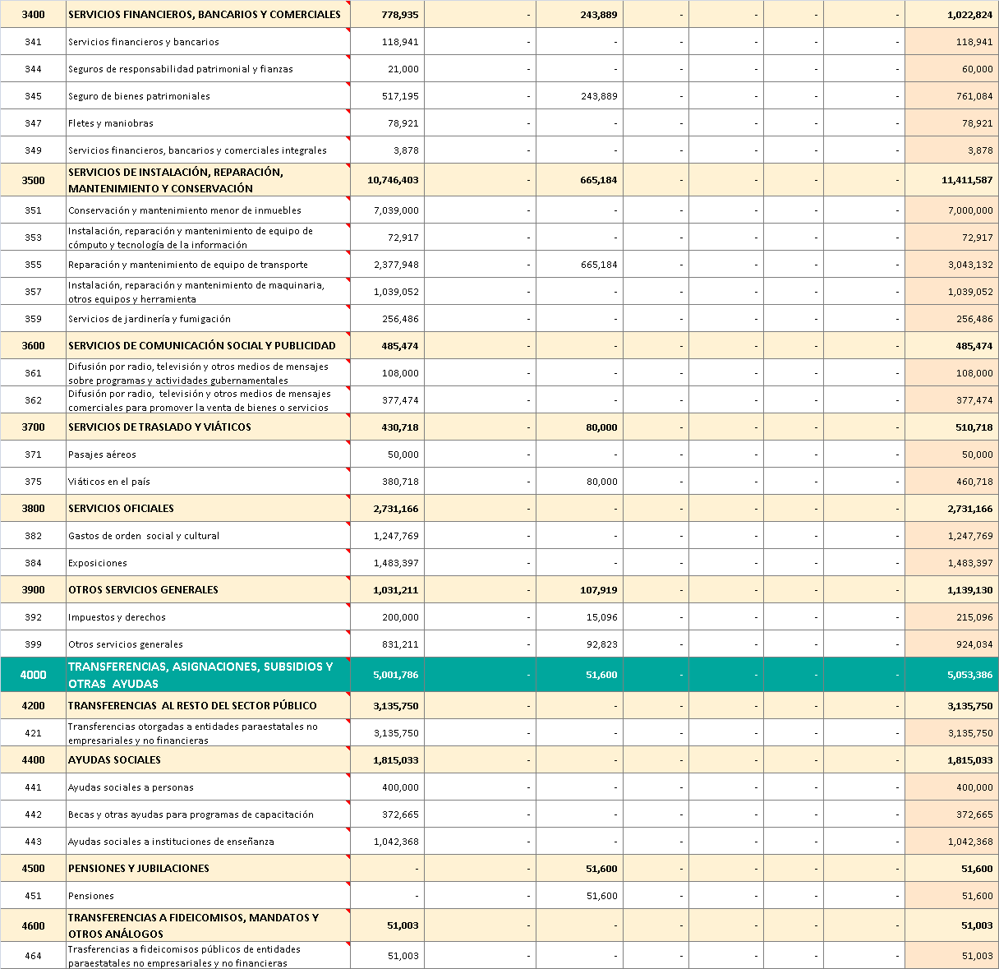 3400 SERVICIOS FINANCIEROS, BANCARIOS Y COMERCIALES 778,935 - 243,889 - - - 1,022,824
341 Servicios financieros y bancarios 118,941 - - - - - 118,941
344 Seguros de responsabilidad patrimonial y fianzas 21,000 - - - - - 60,000
345 Seguro de bienes patrimoniales 517,195 - 243,889 - - - 761,084
347 Fletes y maniobras 78,921 - - - - - 78,921
349 Servicios financieros, bancarios y comerciales integrales 3,878 - - - - - 3,878
SERVICIOS DE INSTALACIÓN, REPARACIÓN,
3500 MANTENIMIENTO Y CONSERVACIÓN 10,746,403 - 665,184 - - - 11,411,587
351 Conservación y mantenimiento menor de inmuebles 7,039,000 - - - - - 7,000,000
Instalación, reparación y mantenimiento de equipo de
353 cómputo y tecnología de la información 72,917 - - - - - 72,917
355 Reparación y mantenimiento de equipo de transporte 2,377,948 - 665,184 - - - 3,043,132
Instalación, reparación y mantenimiento de maquinaria,
357 otros equipos y herramienta 1,039,052 - - - - - 1,039,052
359 Servicios de jardinería y fumigación 256,486 - - - - - 256,486
3600 SERVICIOS DE COMUNICACIÓN SOCIAL Y PUBLICIDAD 485,474 - - - - - 485,474
Difusión por radio, televisión y otros medios de mensajes
361 sobre programas y actividades gubernamentales 108,000 - - - - - 108,000
Difusión por radio,  televisión y otros medios de mensajes
362 comerciales para promover la venta de bienes o servicios 377,474 - - - - - 377,474
3700 SERVICIOS DE TRASLADO Y VIÁTICOS 430,718 - 80,000 - - - 510,718
371 Pasajes aéreos 50,000 - - - - - 50,000
375 Viáticos en el país 380,718 - 80,000 - - - 460,718
3800 SERVICIOS OFICIALES 2,731,166 - - - - - 2,731,166
382 Gastos de orden  social y cultural 1,247,769 - - - - - 1,247,769
384 Exposiciones 1,483,397 - - - - - 1,483,397
3900 OTROS SERVICIOS GENERALES 1,031,211 - 107,919 - - - 1,139,130
392 Impuestos y derechos 200,000 - 15,096 - - - 215,096
399 Otros servicios generales 831,211 - 92,823 - - - 924,034
TRANSFERENCIAS, ASIGNACIONES, SUBSIDIOS Y
4000 OTRAS  AYUDAS 5,001,786 - 51,600 - - - 5,053,386
4200 TRANSFERENCIAS  AL RESTO DEL SECTOR PÚBLICO 3,135,750 - - - - - 3,135,750
Transferencias otorgadas a entidades paraestatales no
421 empresariales y no financieras 3,135,750 - - - - - 3,135,750
4400 AYUDAS SOCIALES 1,815,033 - - - - - 1,815,033
441 Ayudas sociales a personas 400,000 - - - - - 400,000
442 Becas y otras ayudas para programas de capacitación 372,665 - - - - - 372,665
443 Ayudas sociales a instituciones de enseñanza 1,042,368 - - - - - 1,042,368
4500 PENSIONES Y JUBILACIONES - - 51,600 - - - 51,600
451 Pensiones - - 51,600 - - - 51,600
TRANSFERENCIAS A FIDEICOMISOS, MANDATOS Y
4600 OTROS ANÁLOGOS 51,003 - - - - - 51,003
Trasferencias a fideicomisos públicos de entidades
464 paraestatales no empresariales y no financieras 51,003 - - - - - 51,003